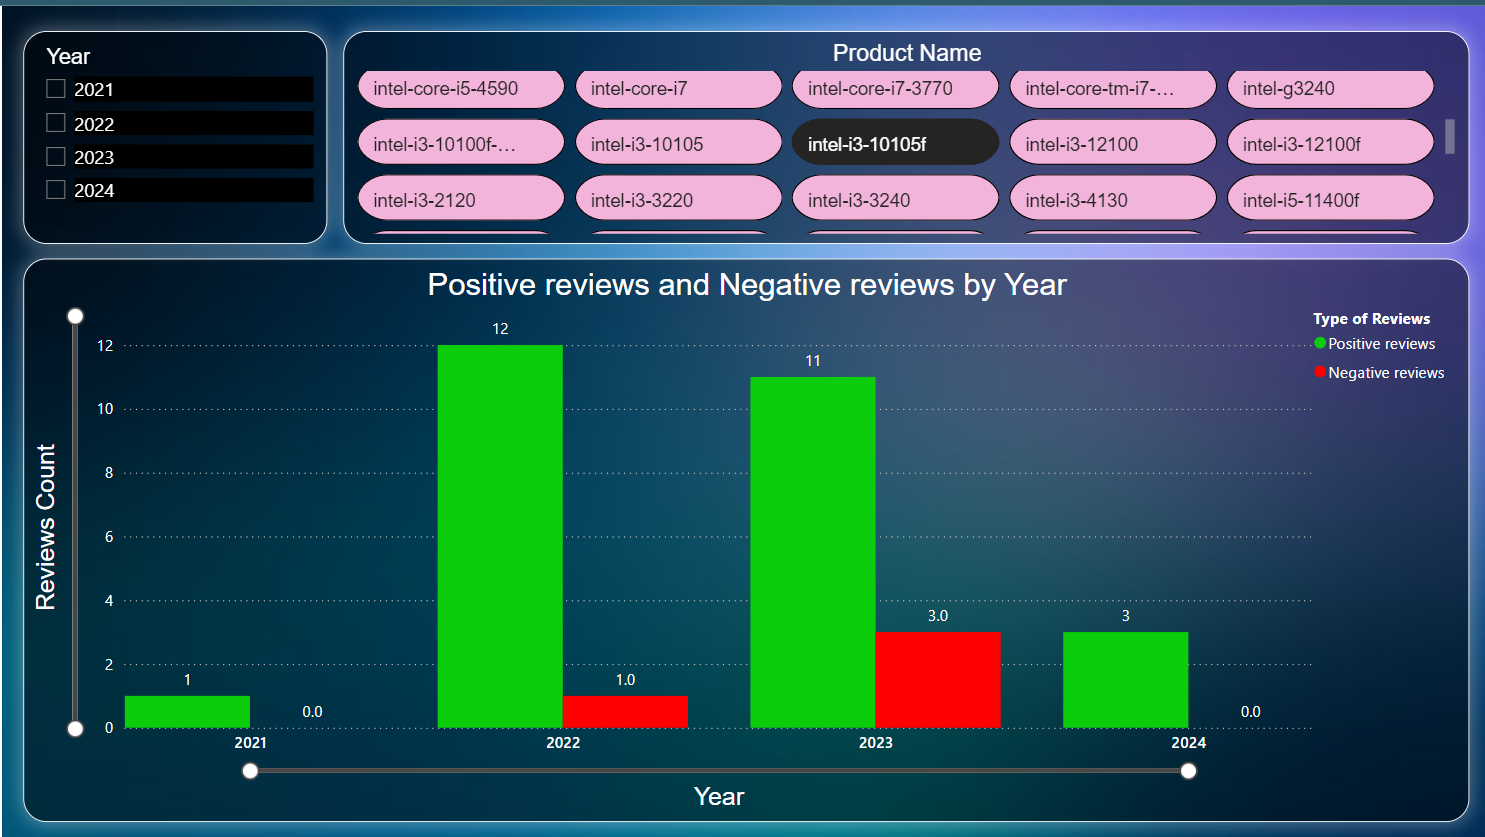 Year
2021
2022
2023
2024
Product Name
intel-core-i5-4590 intel-core-i7 intel-core-i7-3770 intel-core-tm-i7-… intel-g3240
intel-i3-10100f-… intel-i3-10105 intel-i3-10105f intel-i3-12100 intel-i3-12100f
intel-i3-2120 intel-i3-3220 intel-i3-3240 intel-i3-4130 intel-i5-11400f
Positive reviews and Negative reviews by Year
Type of Reviews
Positive reviews
Negative reviews
Reviews Count
12
10
8
6
4
2
0
1
0.0
12
1.0
11
3.0
3
0.0
2021 2022 2023 2024
Year